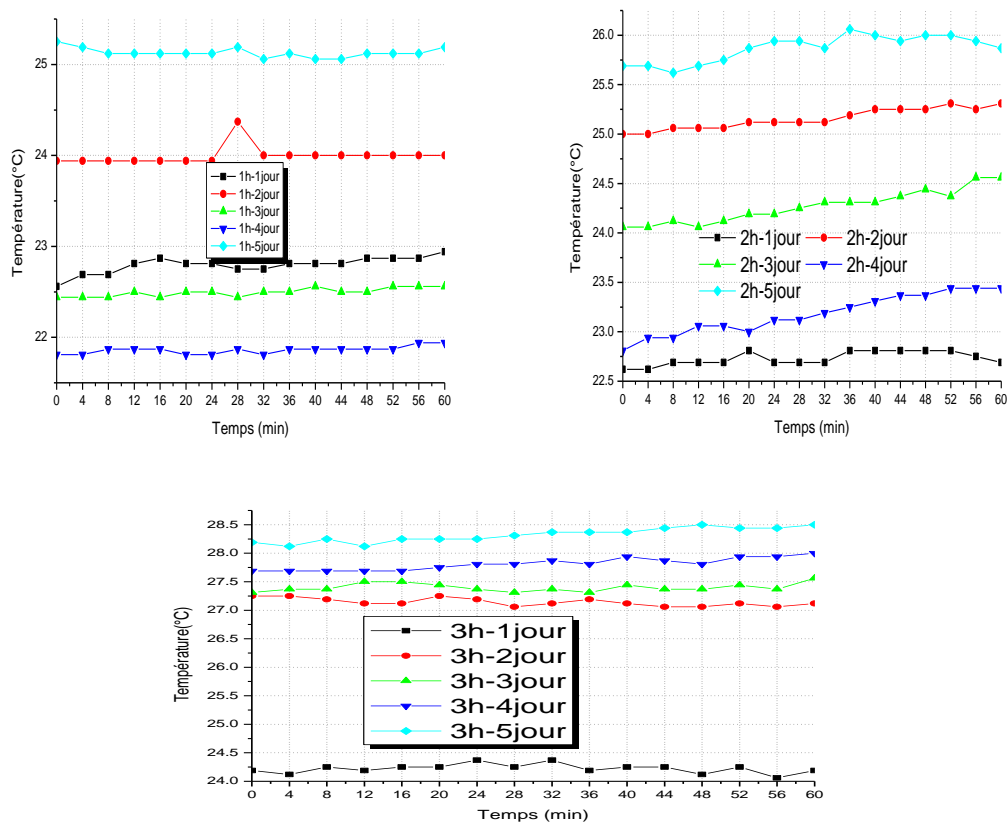 25
24
23
22
Température(°C)
1h-1jour
1h-2jour
1h-3jour
1h-4jour
1h-5jour
0 4 8 12 16 20 24 28 32 36 40 44 48 52 56 60
Temps (min)
26.0
25.5
25.0
24.5
24.0
23.5
23.0
22.5
Température(°C)
2h-1jour 2h-2jour
2h-3jour 2h-4jour
2h-5jour
0 4 8 12 16 20 24 28 32 36 40 44 48 52 56 60
Temps (min)
28.5
28.0
27.5
27.0
26.5
26.0
25.5
25.0
24.5
24.0
Température(°C)
3h-1jour
3h-2jour
3h-3jour
3h-4jour
3h-5jour
0 4 8 12 16 20 24 28 32 36 40 44 48 52 56 60
Temps (min)